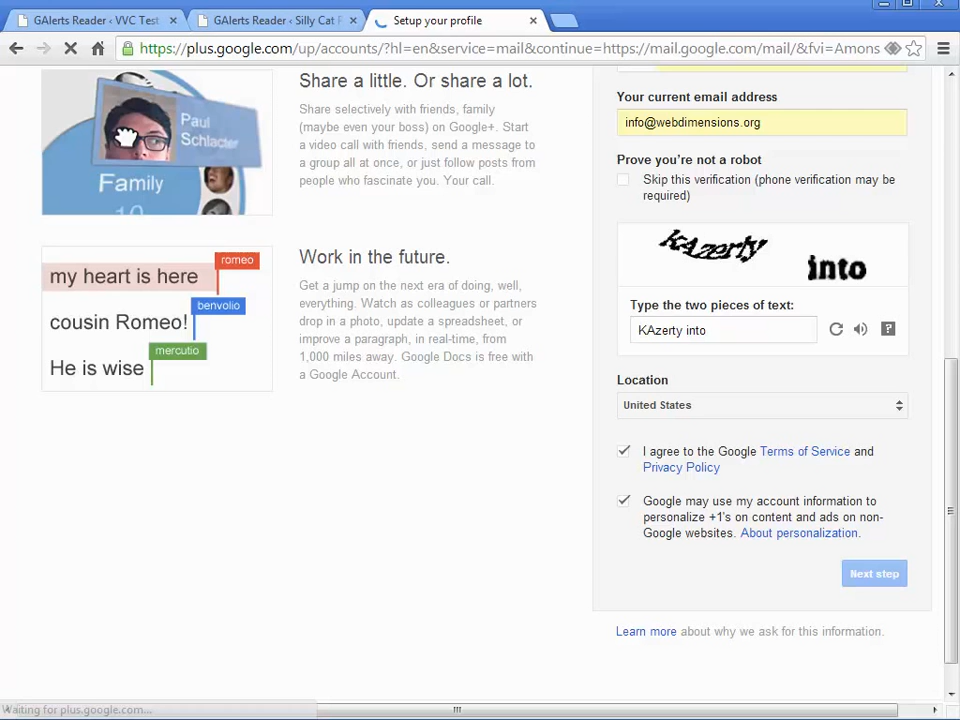 GAlerts Reader ‹ VVC Test
GAlerts Reader ‹ Silly Cat P
Setup your profile
https://plus.google.com/up/accounts/?hl=en&service=mail&continue=https://mail.google.com/mail/&fvi=Amons
Paul
Schlacter
Family
10
Share a little. Or share a lot.
Share selectively with friends, family
(maybe even your boss) on Google+. Start
a video call with friends, send a message to
a group all at once, or just follow posts from
people who fascinate you. Your call.
my heart is here
romeo
cousin Romeo!
benvolio
He is wise
mercutio
Work in the future.
Get a jump on the next era of doing, well,
everything. Watch as colleagues or partners
drop in a photo, update a spreadsheet, or
improve a paragraph, in real-time, from
1,000 miles away. Google Docs is free with
a Google Account.
Your current email address
info@webdimensions.org
Prove you're not a robot
Skip this verification (phone verification may be
required)
kAzerty
into
Type the two pieces of text:
KAzerty into
Location
United States
I agree to the Google Terms of Service and
Privacy Policy
Google may use my account information to
personalize +1's on content and ads on non-
Google websites. About personalization.
Next step
Learn more about why we ask for this information.
Waiting for plus.google.com...